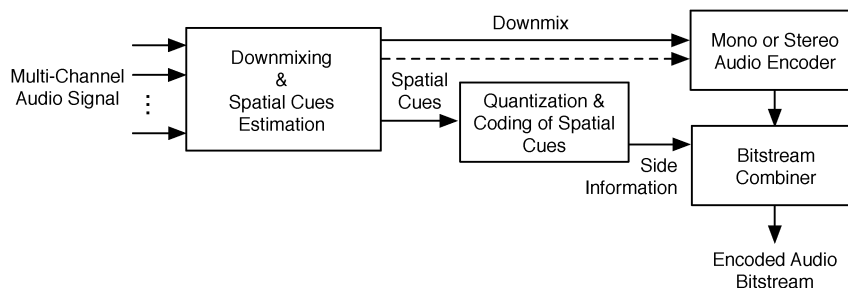 Multi-Channel
Audio Signal
Downmixing
&
Spatial Cues
Estimation
Downmix
Spatial
Cues
Quantization &
Coding of Spatial
Cues
Side
Information
Mono or Stereo
Audio Encoder
Bitstream
Combiner
Encoded Audio
Bitstream